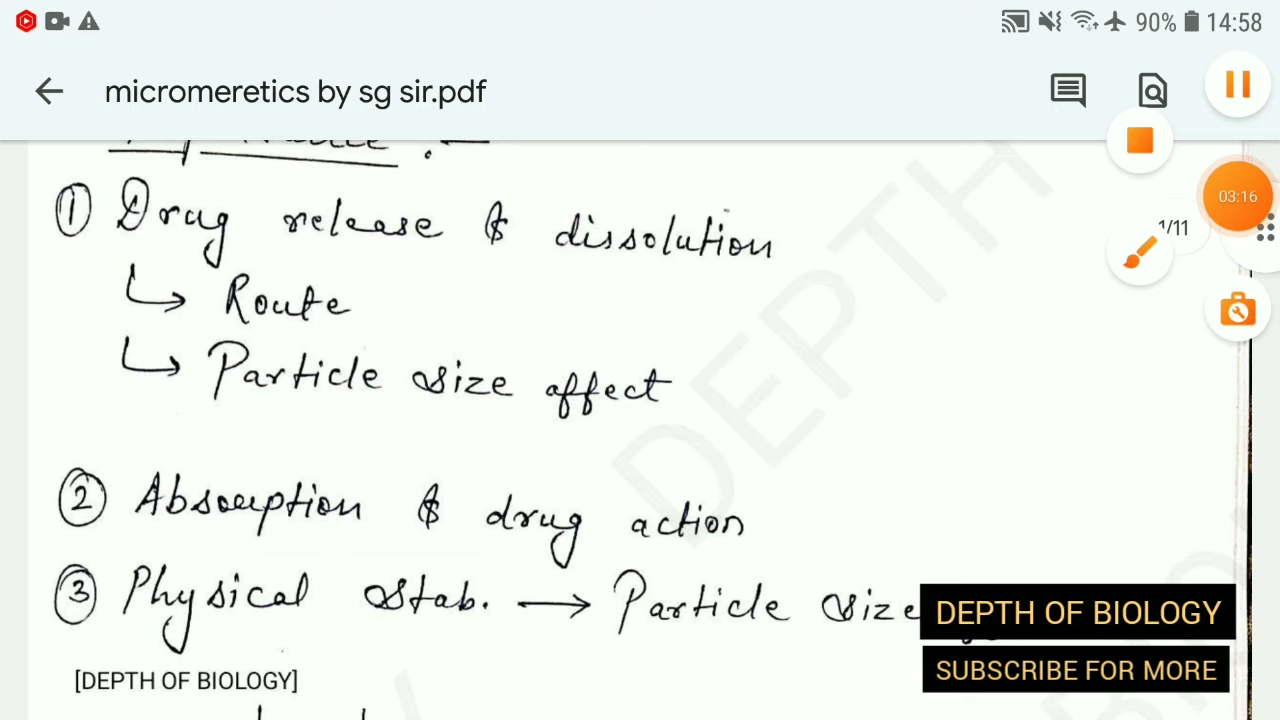 90% 14:58
micromeretics by sg sir.pdf
03:16
1/11
① Drug release & dissolution
↳ Route
↳ Particle size affect
② Absorption & drug action
③ Physical stab. → Particle size
DEPTH OF BIOLOGY
SUBSCRIBE FOR MORE
[DEPTH OF BIOLOGY]
DEPTH